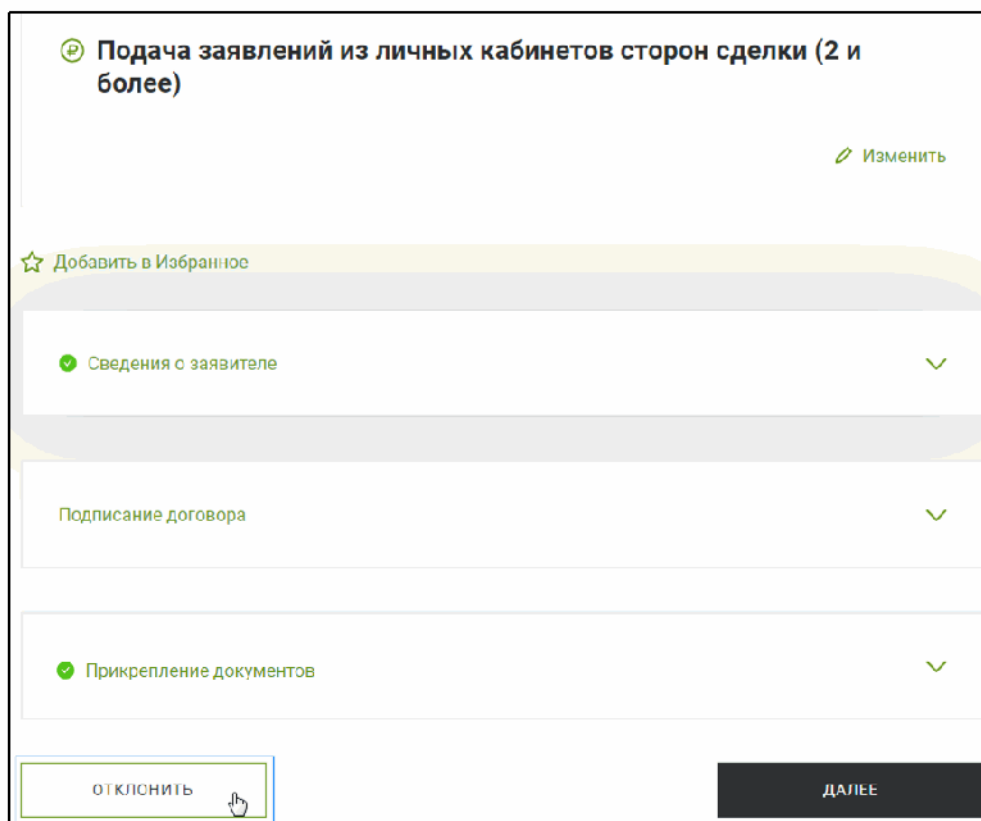 Подача заявлений из личных кабинетов сторон сделки (2 и
более)
Изменить
Добавить в Избранное
Сведения о заявителе
Подписание договора
Прикрепление документов
ОТКЛОНИТЬ
ДАЛЕЕ